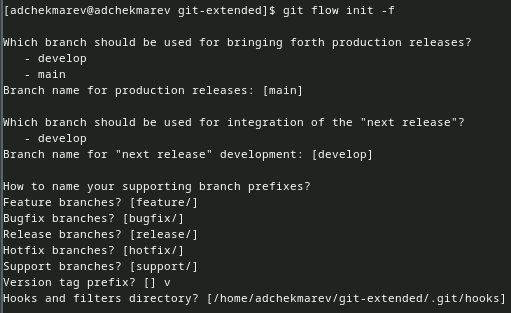 [adchekmarev@adchekmarev git-extended]$ git flow init -f
Which branch should be used for bringing forth production releases?
- develop
- main
Branch name for production releases: [main]
Which branch should be used for integration of the "next release"?
- develop
Branch name for "next release" development: [develop]
How to name your supporting branch prefixes?
Feature branches? [feature/]
Bugfix branches? [bugfix/]
Release branches? [release/]
Hotfix branches? [hotfix/]
Support branches? [support/]
Version tag prefix? [] v
Hooks and filters directory? [/home/adchekmarev/git-extended/.git/hooks]